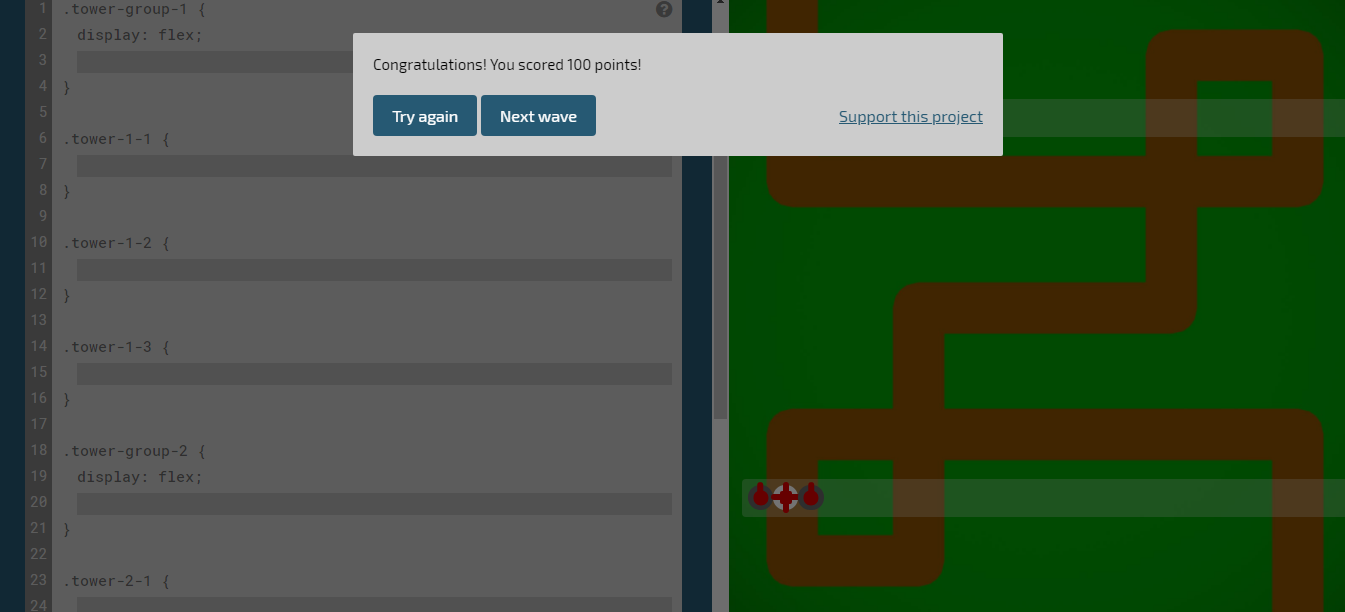 1 .tower-group-1 {
2 display: flex;
3
4 }
5
6 .tower-1-1 {
7
8 }
9
10 .tower-1-2 {
11
12 }
13
14 .tower-1-3 {
15
16 }
17
18 .tower-group-2 {
19 display: flex;
20
21 }
22
23 .tower-2-1 {
24
?
Congratulations! You scored 100 points!
Try again Next wave Support this project